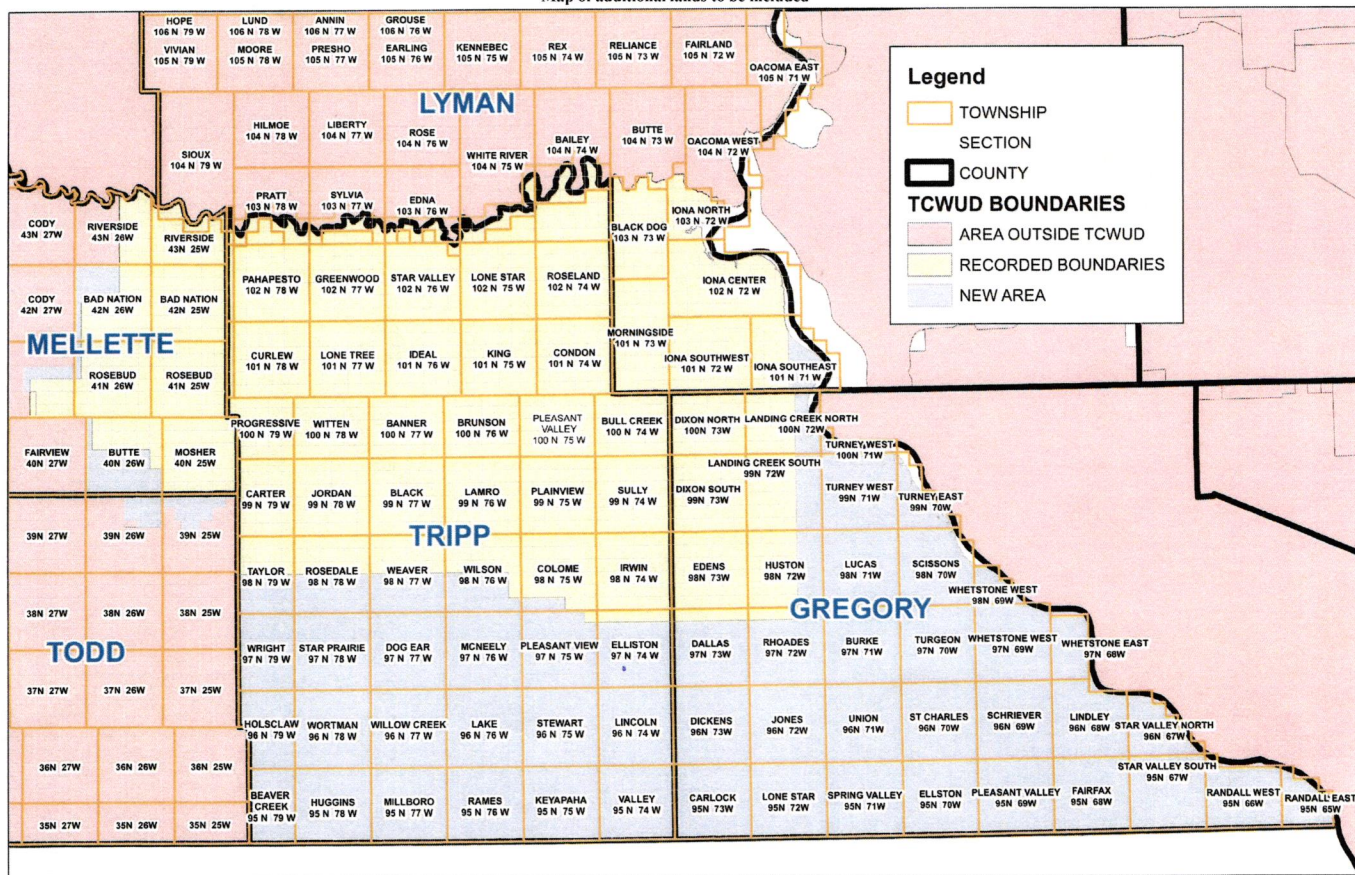 Map of additional lands to be included
HOPE
106 N 79 W
LUND
106 N 78 W
ANNIN
106 N 77 W
GROUSE
106 N 76 W
VIVIAN
105 N 79 W
MOORE
105 N 78 W
PRESHO
105 N 77 W
EARLING
105 N 76 W
KENNEBEC
105 N 75 W
REX
105 N 74 W
RELIANCE
105 N 73 W
FAIRLAND
105 N 72 W
OACOMA EAST
105 N 71 W
LYMAN
SIOUX
104 N 79 W
HILMOE
104 N 78 W
LIBERTY
104 N 77 W
ROSE
104 N 76 W
WHITE RIVER
104 N 75 W
BAILEY
104 N 74 W
BUTTE
104 N 73 W
OACOMA WEST
104 N 72 W
PRATT
103 N 78 W
SYLVIA
103 N 77 W
EDNA
103 N 76 W
BLACK DOG
103 N 73 W
IONA NORTH
103 N 72 W
Legend
TOWNSHIP
SECTION
COUNTY
TCWUD BOUNDARIES
AREA OUTSIDE TCWUD
RECORDED BOUNDARIES
NEW AREA
CODY
43N 27W
RIVERSIDE
43N 26W
RIVERSIDE
43N 25W
CODY
42N 27W
BAD NATION
42N 26W
BAD NATION
42N 25W
MELLETTE
ROSEBUD
41N 26W
ROSEBUD
41N 25W
FAIRVIEW
40N 27W
BUTTE
40N 26W
MOSHER
40N 25W
PAHAPESTO
102 N 78 W
GREENWOOD
102 N 77 W
STAR VALLEY
102 N 76 W
LONE STAR
102 N 75 W
ROSELAND
102 N 74 W
IONA CENTER
102 N 72 W
CURLEW
101 N 78 W
LONE TREE
101 N 77 W
IDEAL
101 N 76 W
KING
101 N 75 W
CONDON
101 N 74 W
MORNINGSIDE
101 N 73 W
IONA SOUTHWEST
101 N 72 W
IONA SOUTHEAST
101 N 71 W
PROGRESSIVE
100 N 79 W
WITTEN
100 N 78 W
BANNER
100 N 77 W
BRUNSON
100 N 76 W
PLEASANT
VALLEY
100 N 75 W
BULL CREEK
100 N 74 W
DIXON NORTH
100N 73W
LANDING CREEK NORTH
100N 72W
TURNEY WEST
100N 71W
LANDING CREEK SOUTH
99N 72W
CARTER
99 N 79 W
JORDAN
99 N 78 W
BLACK
99 N 77 W
LAMRO
99 N 76 W
PLAINVIEW
99 N 75 W
SULLY
99 N 74 W
DIXON SOUTH
99N 73W
TURNEY WEST
99N 71W
TURNEY EAST
99N 70W
TRIPP
39N 27W
39N 26W
39N 25W
TAYLOR
98 N 79 W
ROSEDALE
98 N 78 W
WEAVER
98 N 77 W
WILSON
98 N 76 W
COLOME
98 N 75 W
IRWIN
98 N 74 W
EDENS
98N 73W
HUSTON
98N 72W
LUCAS
98N 71W
SCISSONS
98N 70W
WHETSTONE WEST
98N 69W
GREGORY
38N 27W
38N 26W
38N 25W
TODD
WRIGHT
97 N 79 W
STAR PRAIRIE
97 N 78 W
DOG EAR
97 N 77 W
MCNEELY
97 N 76 W
PLEASANT VIEW
97 N 75 W
ELLISTON
97 N 74 W
DALLAS
97N 73W
RHOADES
97N 72W
BURKE
97N 71W
TURGEON
97N 70W
WHETSTONE WEST
97N 69W
WHETSTONE EAST
97N 68W
37N 27W
37N 26W
37N 25W
HOLSCLAW
96 N 79 W
WORTMAN
96 N 78 W
WILLOW CREEK
96 N 77 W
LAKE
96 N 76 W
STEWART
96 N 75 W
LINCOLN
96 N 74 W
DICKENS
96N 73W
JONES
96N 72W
UNION
96N 71W
ST CHARLES
96N 70W
SCHRIEVER
96N 69W
LINDLEY
96N 68W
STAR VALLEY NORTH
96N 67W
36N 27W
36N 26W
36N 25W
STAR VALLEY SOUTH
95N 67W
BEAVER
CREEK
95 N 79 W
HUGGINS
95 N 78 W
MILLBORO
95 N 77 W
RAMES
95 N 76 W
KEYAPAHA
95 N 75 W
VALLEY
95 N 74 W
CARLOCK
95N 73W
LONE STAR
95N 72W
SPRING VALLEY
95N 71W
ELLSTON
95N 70W
PLEASANT VALLEY
95N 69W
FAIRFAX
95N 68W
RANDALL WEST
95N 66W
RANDALL EAST
95N 65W
35N 27W
35N 26W
35N 25W